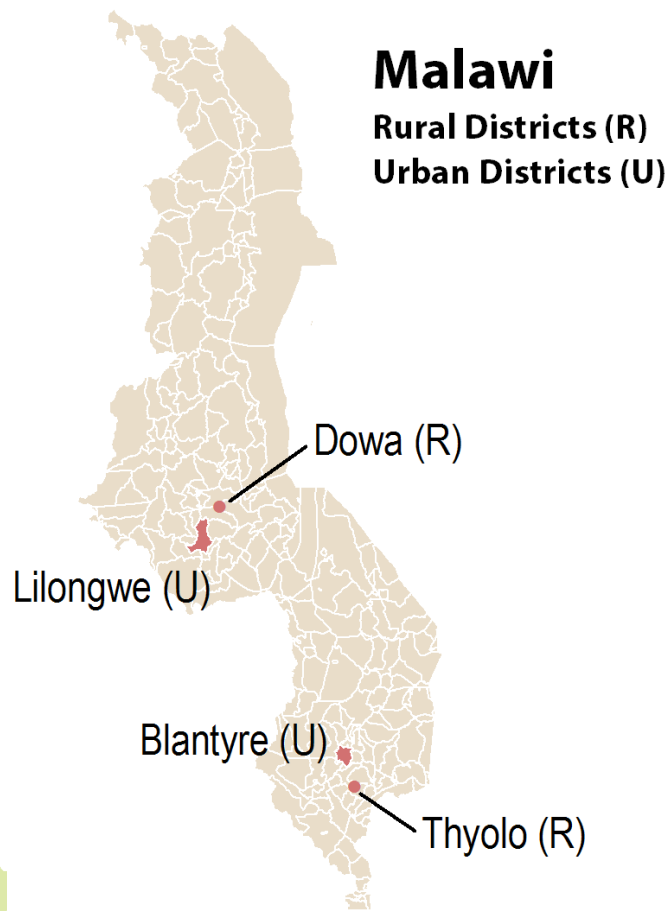 Malawi
Rural Districts (R)
Urban Districts (U)
Dowa (R)
Lilongwe (U)
Blantyre (U)
Thyolo (R)